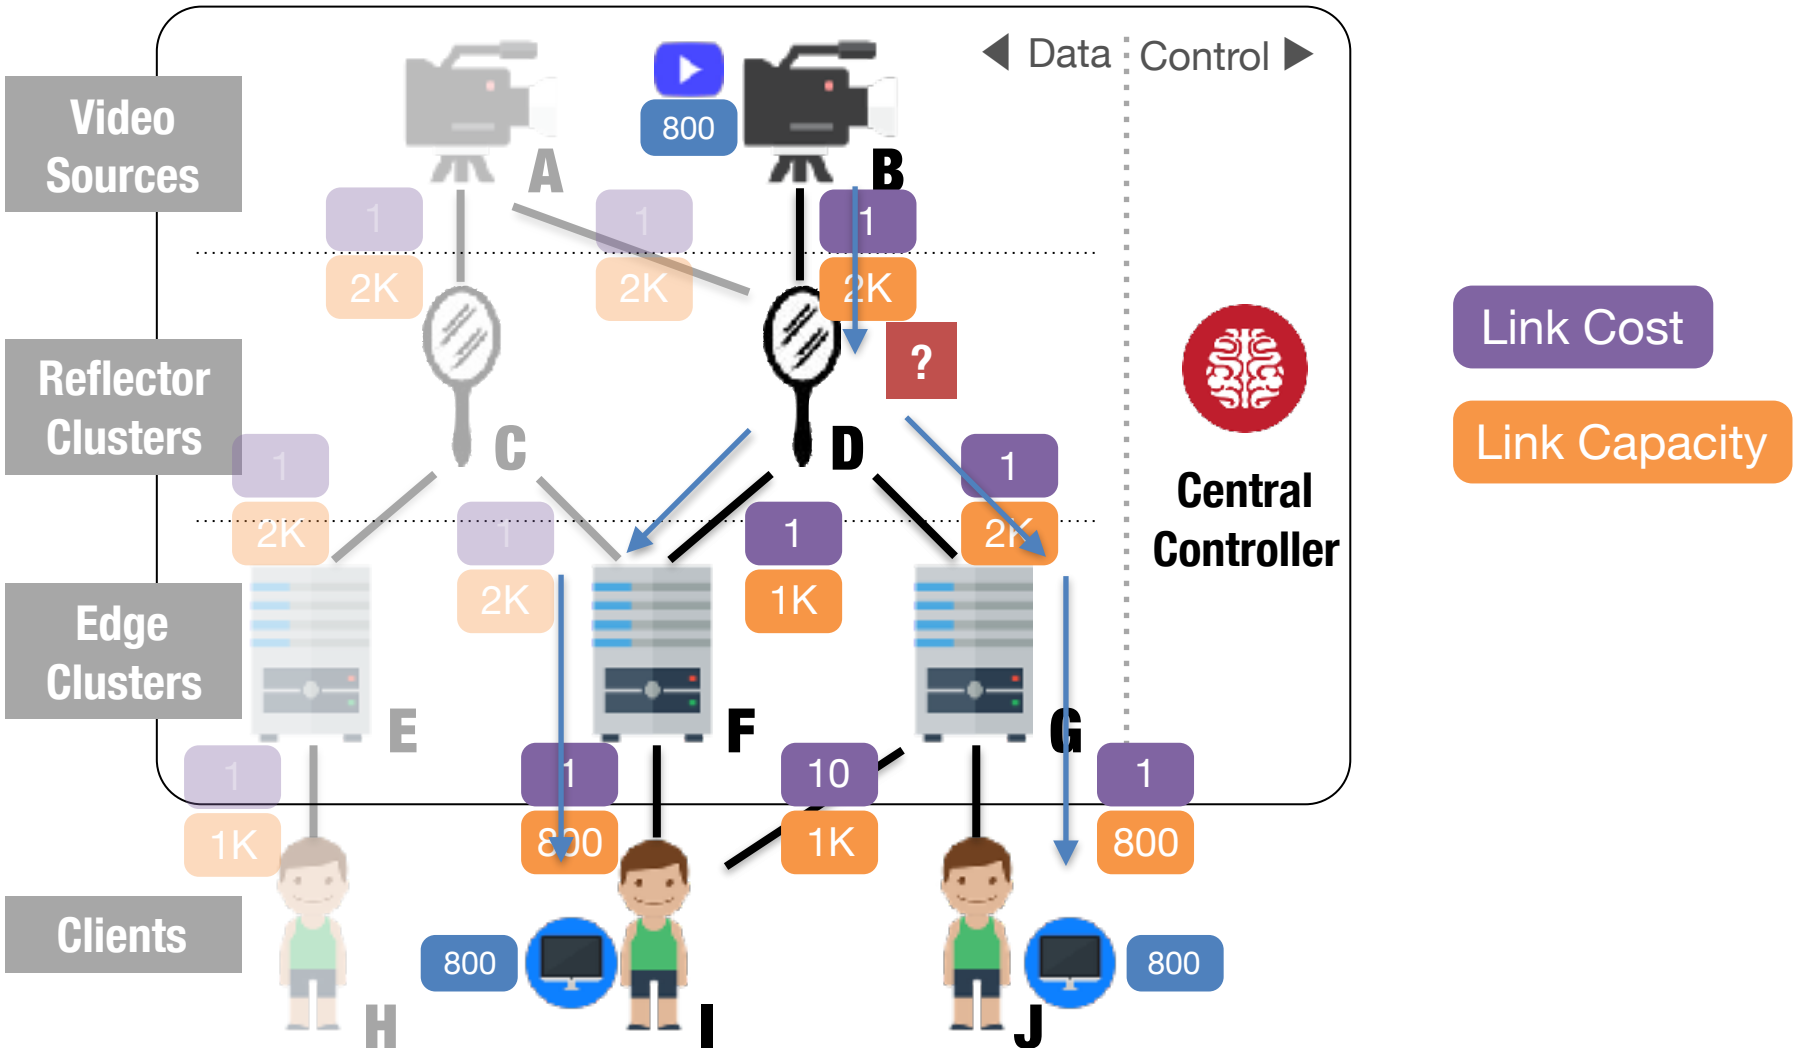 Data
Control
Video
Sources
800
A
B
1
1
1
2K
2K
2K
Link Cost
Link Capacity
Reflector
Clusters
?
C
D
1
1
2K
1
1
2K
2K
1K
Central
Controller
Edge
Clusters
E
F
G
1
1
10
1
1K
800
1K
800
Clients
800
800
H
I
J